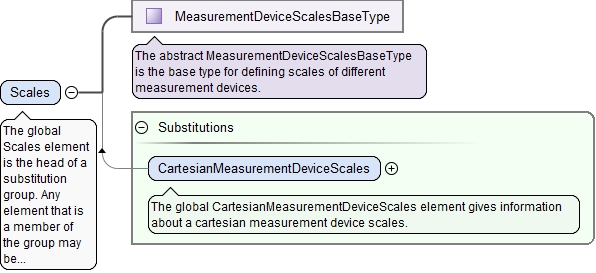 MeasurementDeviceScalesBaseType
The abstract MeasurementDeviceScalesBaseType
is the base type for defining scales of different
measurement devices.
Scales
The global
Scales element
is the head of a
substitution
group. Any
element that is
a member of
the group may
be...
Substitutions
CartesianMeasurementDeviceScales
The global CartesianMeasurementDeviceScales element gives information
about a cartesian measurement device scales.